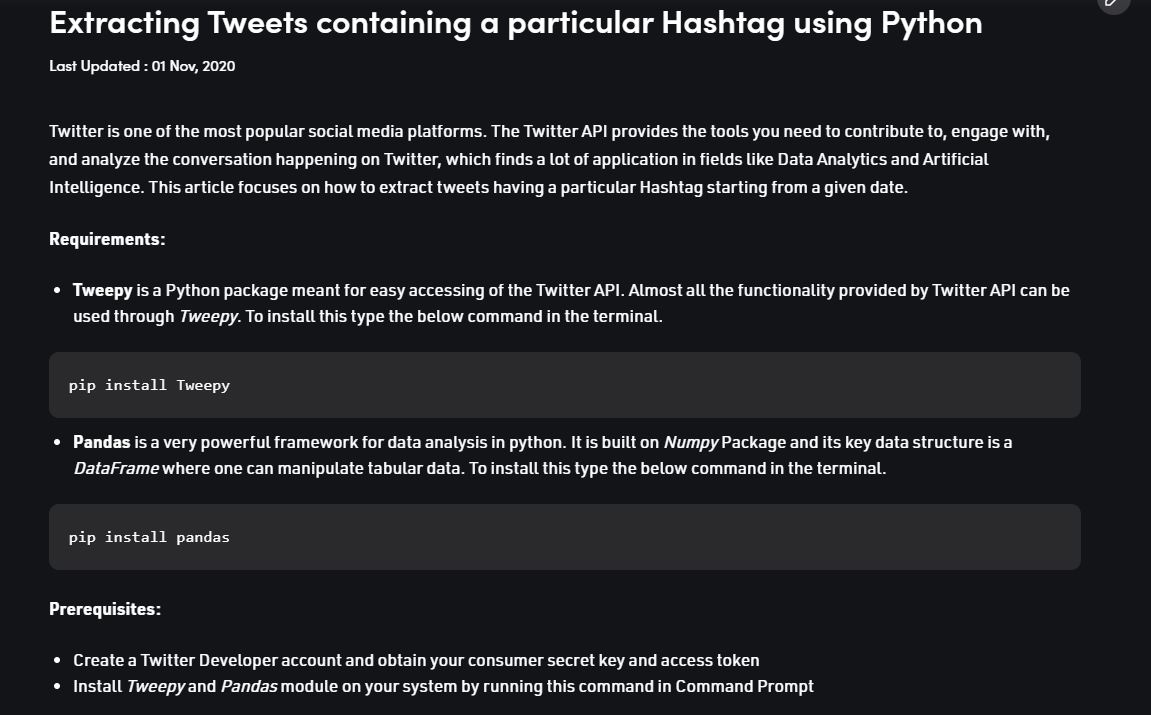 Extracting Tweets containing a particular Hashtag using Python
Last Updated : 01 Nov, 2020
Twitter is one of the most popular social media platforms. The Twitter API provides the tools you need to contribute to, engage with,
and analyze the conversation happening on Twitter, which finds a lot of application in fields like Data Analytics and Artificial
Intelligence. This article focuses on how to extract tweets having a particular Hashtag starting from a given date.
Requirements:
• Tweepy is a Python package meant for easy accessing of the Twitter API. Almost all the functionality provided by Twitter API can be
used through Tweepy. To install this type the below command in the terminal.
pip install Tweepy
• Pandas is a very powerful framework for data analysis in python. It is built on Numpy Package and its key data structure is a
DataFrame where one can manipulate tabular data. To install this type the below command in the terminal.
pip install pandas
Prerequisites:
• Create a Twitter Developer account and obtain your consumer secret key and access token
• Install Tweepy and Pandas module on your system by running this command in Command Prompt